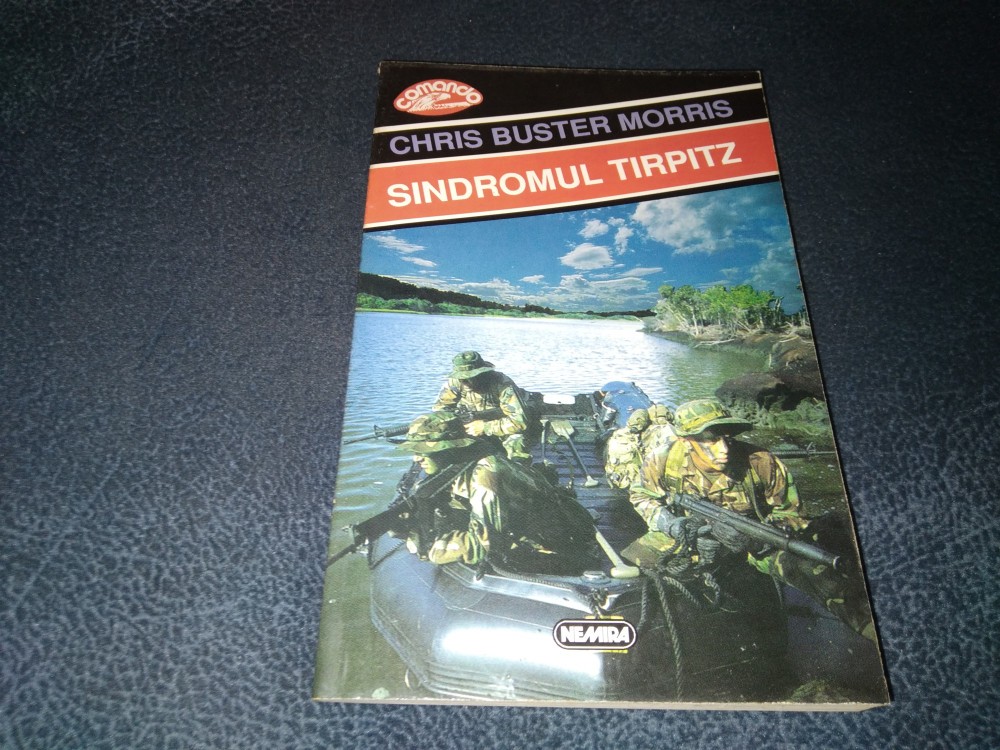 comando
CHRIS BUSTER MORRIS
SINDROMUL TIRPITZ
NEMIRA